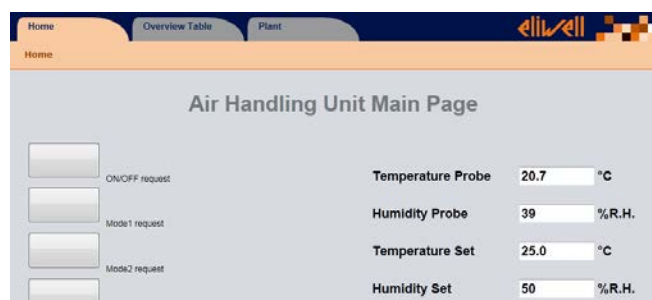 Home Overview Table Plant eliwell
Home
Air Handling Unit Main Page
ON/OFF request
Temperature Probe 20.7 °C
Mode1 request
Humidity Probe 39 %R.H.
Mode2 request
Temperature Set 25.0 °C
Humidity Set 50 %R.H.